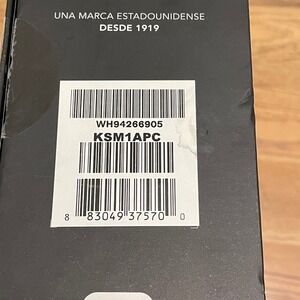 UNA MARCA ESTADOUNIDENSE
DESDE 1919
WH94266905
KSM1APC
8 83049 37570 0